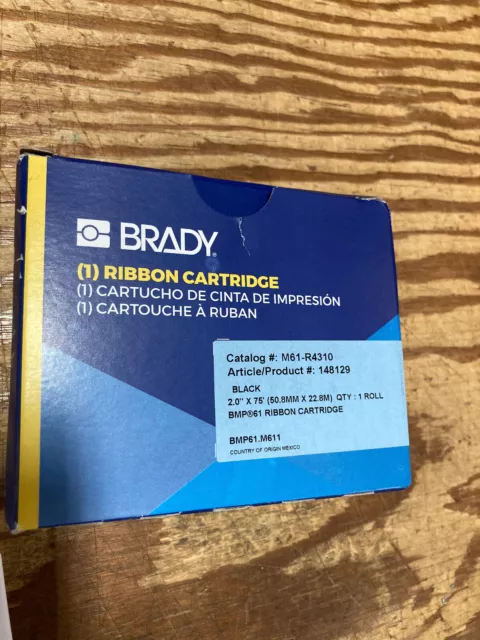 BRADY
(1) RIBBON CARTRIDGE
(1) CARTUCHO DE CINTA DE IMPRESIÓN
(1) CARTOUCHE À RUBAN
Catalog #: M61-R4310
Article/Product #: 148129
BLACK
2.0" X 75' (50.8MM X 22.8M) QTY : 1 ROLL
BMP®61 RIBBON CARTRIDGE
BMP61.M611
COUNTRY OF ORIGIN MEXICO